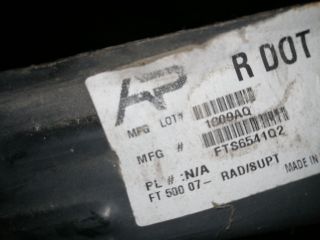 AP
R DOT
MFG LOT#
1009AQ
MFG #
FTS6541Q2
PL # :N/A
FT 500 07- RAD/SUPT
MADE IN